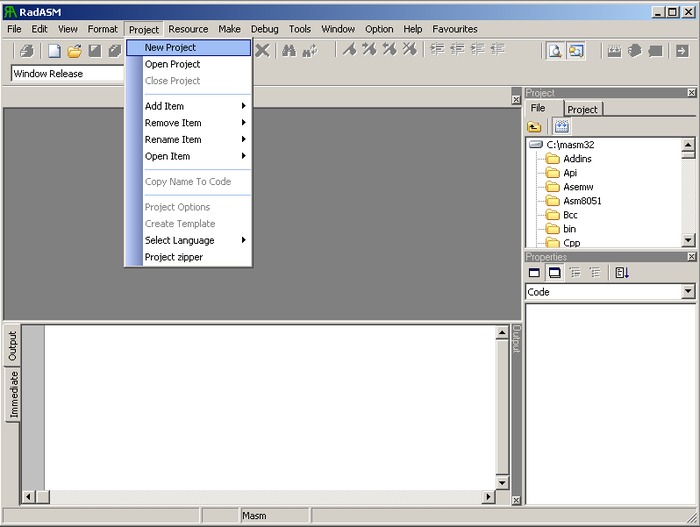 RadASM
File Edit View Format Project Resource Make Debug Tools Window Option Help Favourites
Window Release
New Project
Open Project
Close Project
Add Item
Remove Item
Rename Item
Open Item
Copy Name To Code
Project Options
Create Template
Select Language
Project zipper
Project
File Project
C:\masm32
Addins
Api
Asemw
Asm8051
Bcc
bin
Cpp
Properties
Code
Output
Immediate
Output
Masm